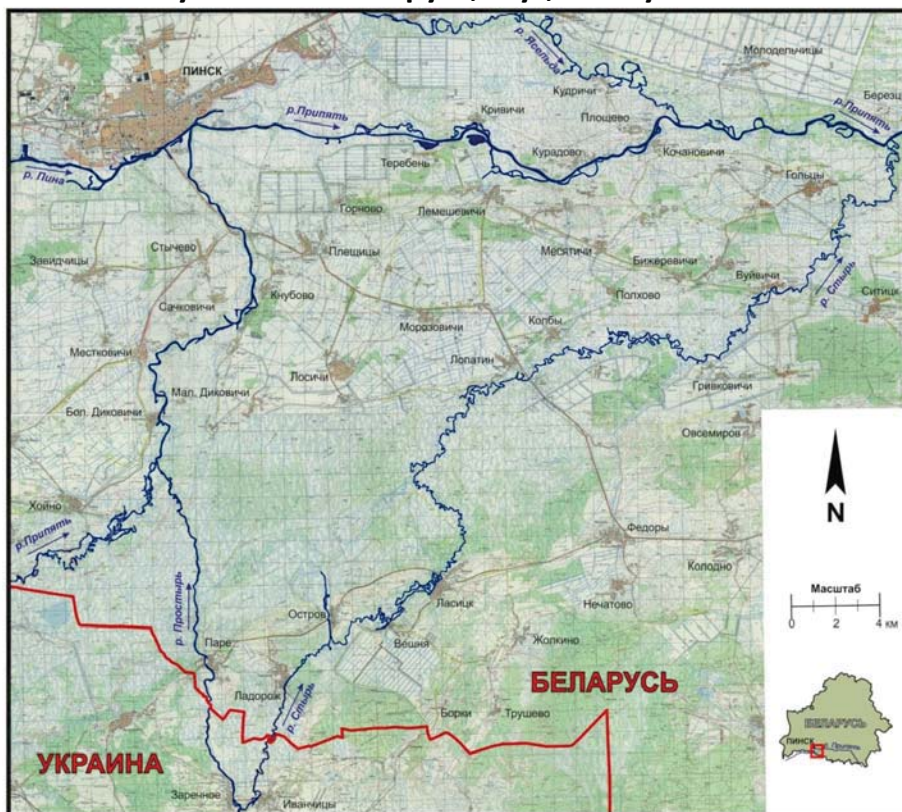 р. Ясельда
Молодельчицы
ПИНСК
Кудричи
р.Припять
Кривичи
Площево
р.Припять
р. Пина
Теребень
Курадово
Кочановичи
Гольцы
Горново
Лемешевичи
Стычево
Плещицы
Месятичи
Завидчицы
Бижеревичи
Вуйвичи
Сачковичи
Кнубово
Полхово
р. Стырь
Ситицк
Морозовичи
Колбы
Местковичи
Лопатин
Мал. Диковичи
Лосичи
Гривковичи
Бол. Диковичи
Овсемиров
Хойно
N
р.Припять
Федоры
Колодно
Масштаб
0 2 4 км
р. Простырь
Остров
Ласицк
Нечатово
Паре
Вешня
Жолкино
Ладорож
р. Стырь
БЕЛАРУСЬ
Борки
Трушево
БЕЛАРУСЬ
ПИНСК
УКРАИНА
Заречное
Иванчицы